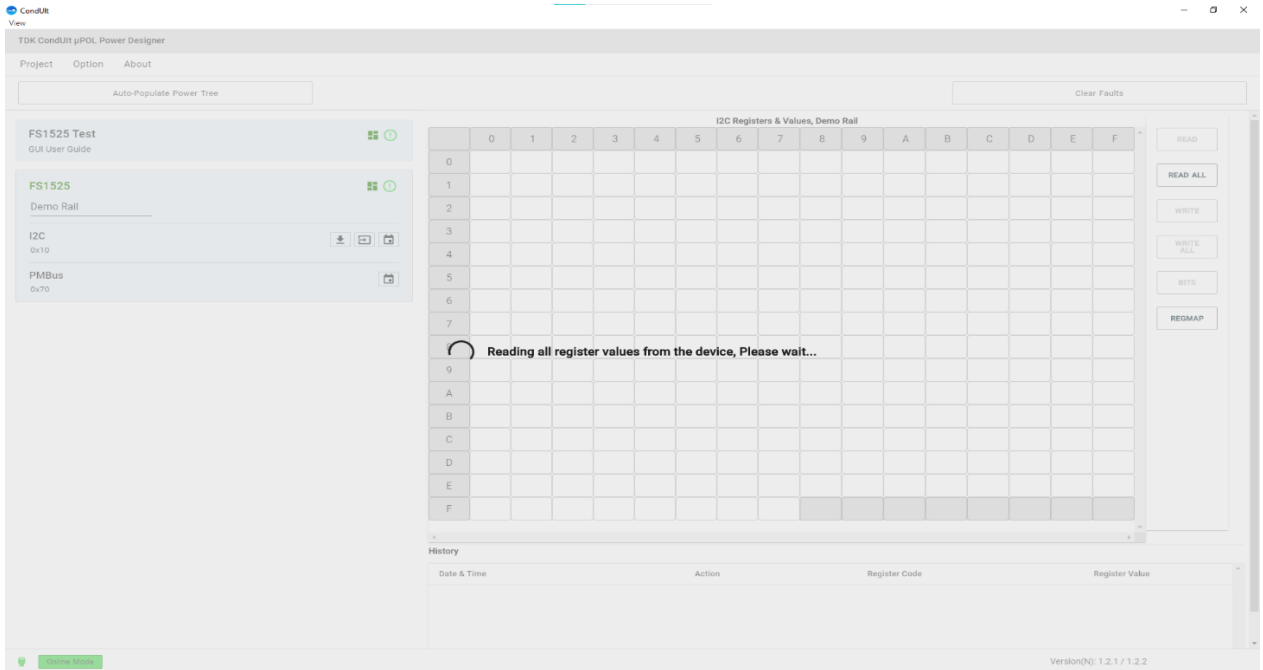 CondUIt
View
TDK CondUIt µPOL Power Designer
Project Option About
Auto-Populate Power Tree
Clear Faults
FS1525 Test
GUI User Guide
FS1525
Demo Rail
I2C
0x10
PMBus
0x70
I2C Registers & Values, Demo Rail
0 1 2 3 4 5 6 7 8 9 A B C D E F
0
1
2
3
4
5
6
7
Reading all register values from the device, Please wait...
9
A
B
C
D
E
F
READ
READ ALL
WRITE
WRITE ALL
BITS
REGMAP
History
Date & Time Action Register Code Register Value
Online Mode
Version(N): 1.2.1 / 1.2.2